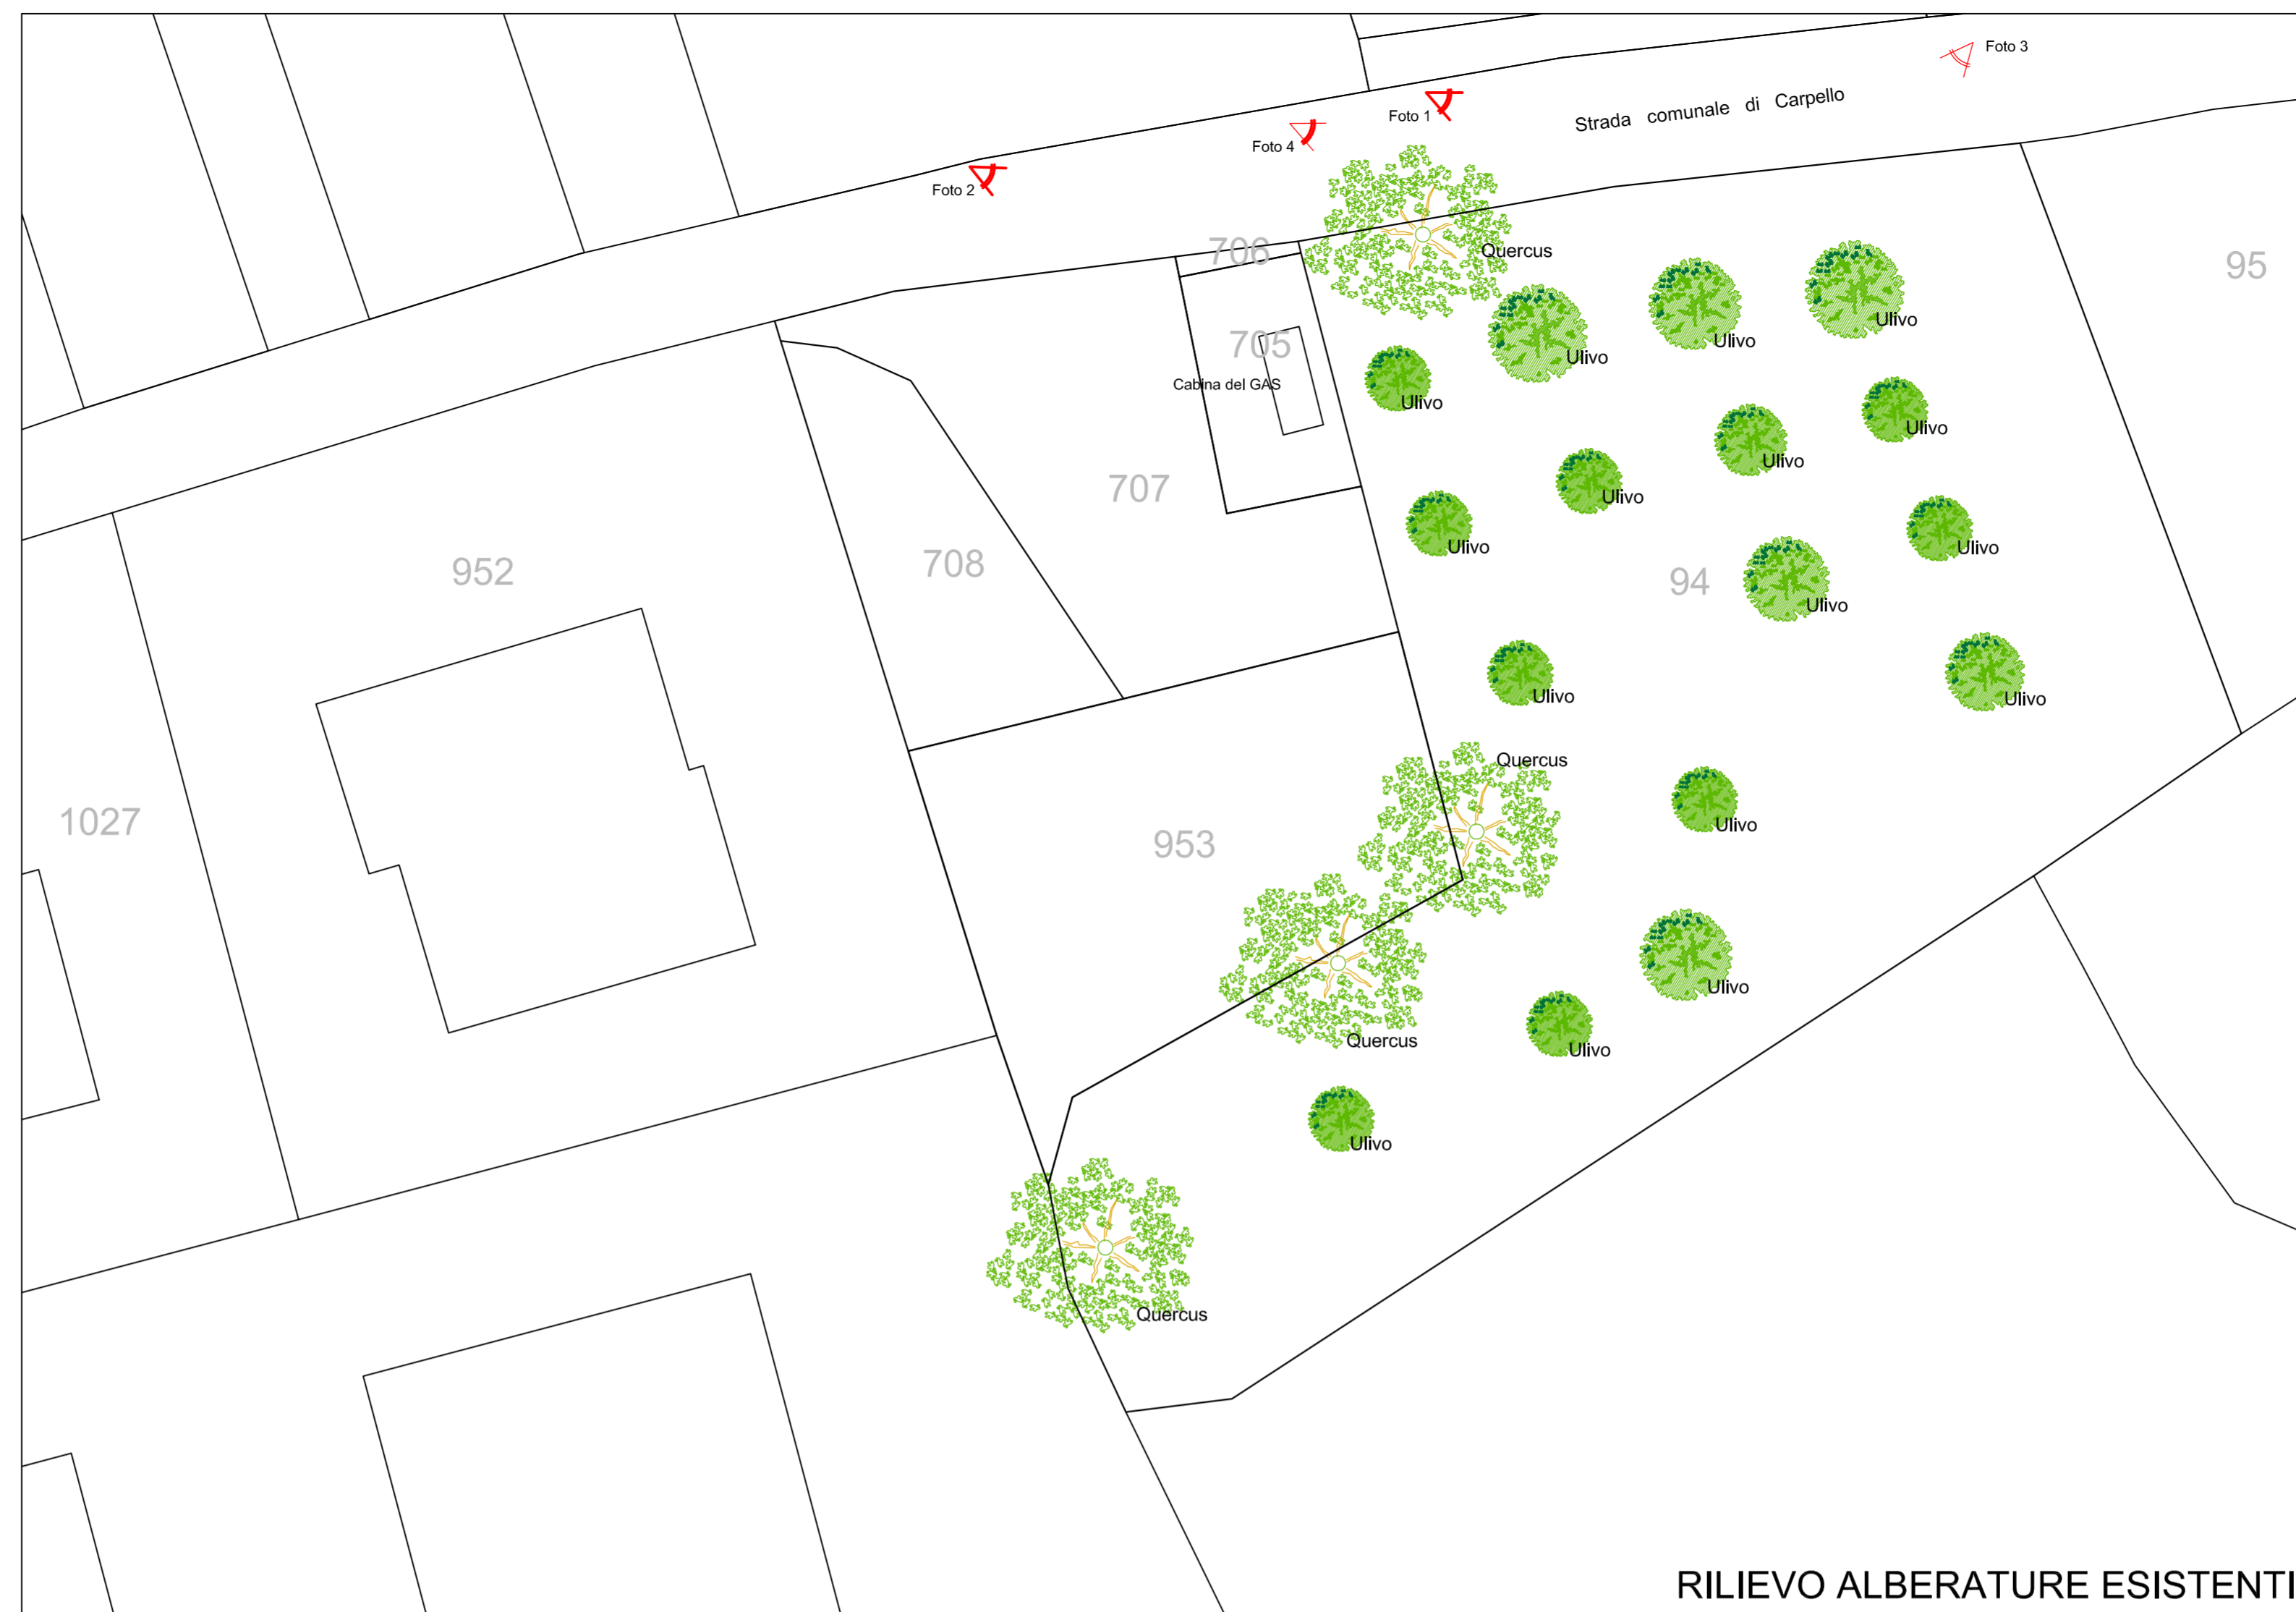 Foto 3
Strada comunale di Carpello
Foto 1
Foto 4
Foto 2
706
Quercus
95
Ulivo
Ulivo
Ulivo
705
Cabina del GAS
Ulivo
Ulivo
Ulivo
707
Ulivo
Ulivo
Ulivo
952
708
94
Ulivo
Ulivo
Ulivo
Quercus
1027
953
Ulivo
Ulivo
Quercus
Ulivo
Ulivo
Quercus
RILIEVO ALBERATURE ESISTENTI